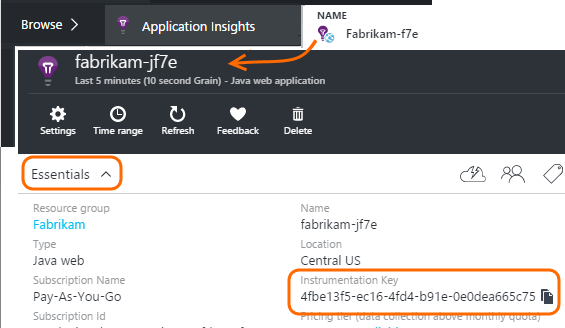 Browse
Application Insights
NAME
Fabrikam-f7e
fabrikam-jf7e
Last 5 minutes (10 second Grain) - Java web application
Settings
Time range
Refresh
Feedback
Delete
Essentials
Resource group
Name
Fabrikam
fabrikam-jf7e
Type
Location
Java web
Central US
Subscription Name
Instrumentation Key
Pay-As-You-Go
4fbe13f5-ec16-4fd4-b91e-0e0dea665c75
Subscription Id
Pricing tier (data collection above monthly quota)